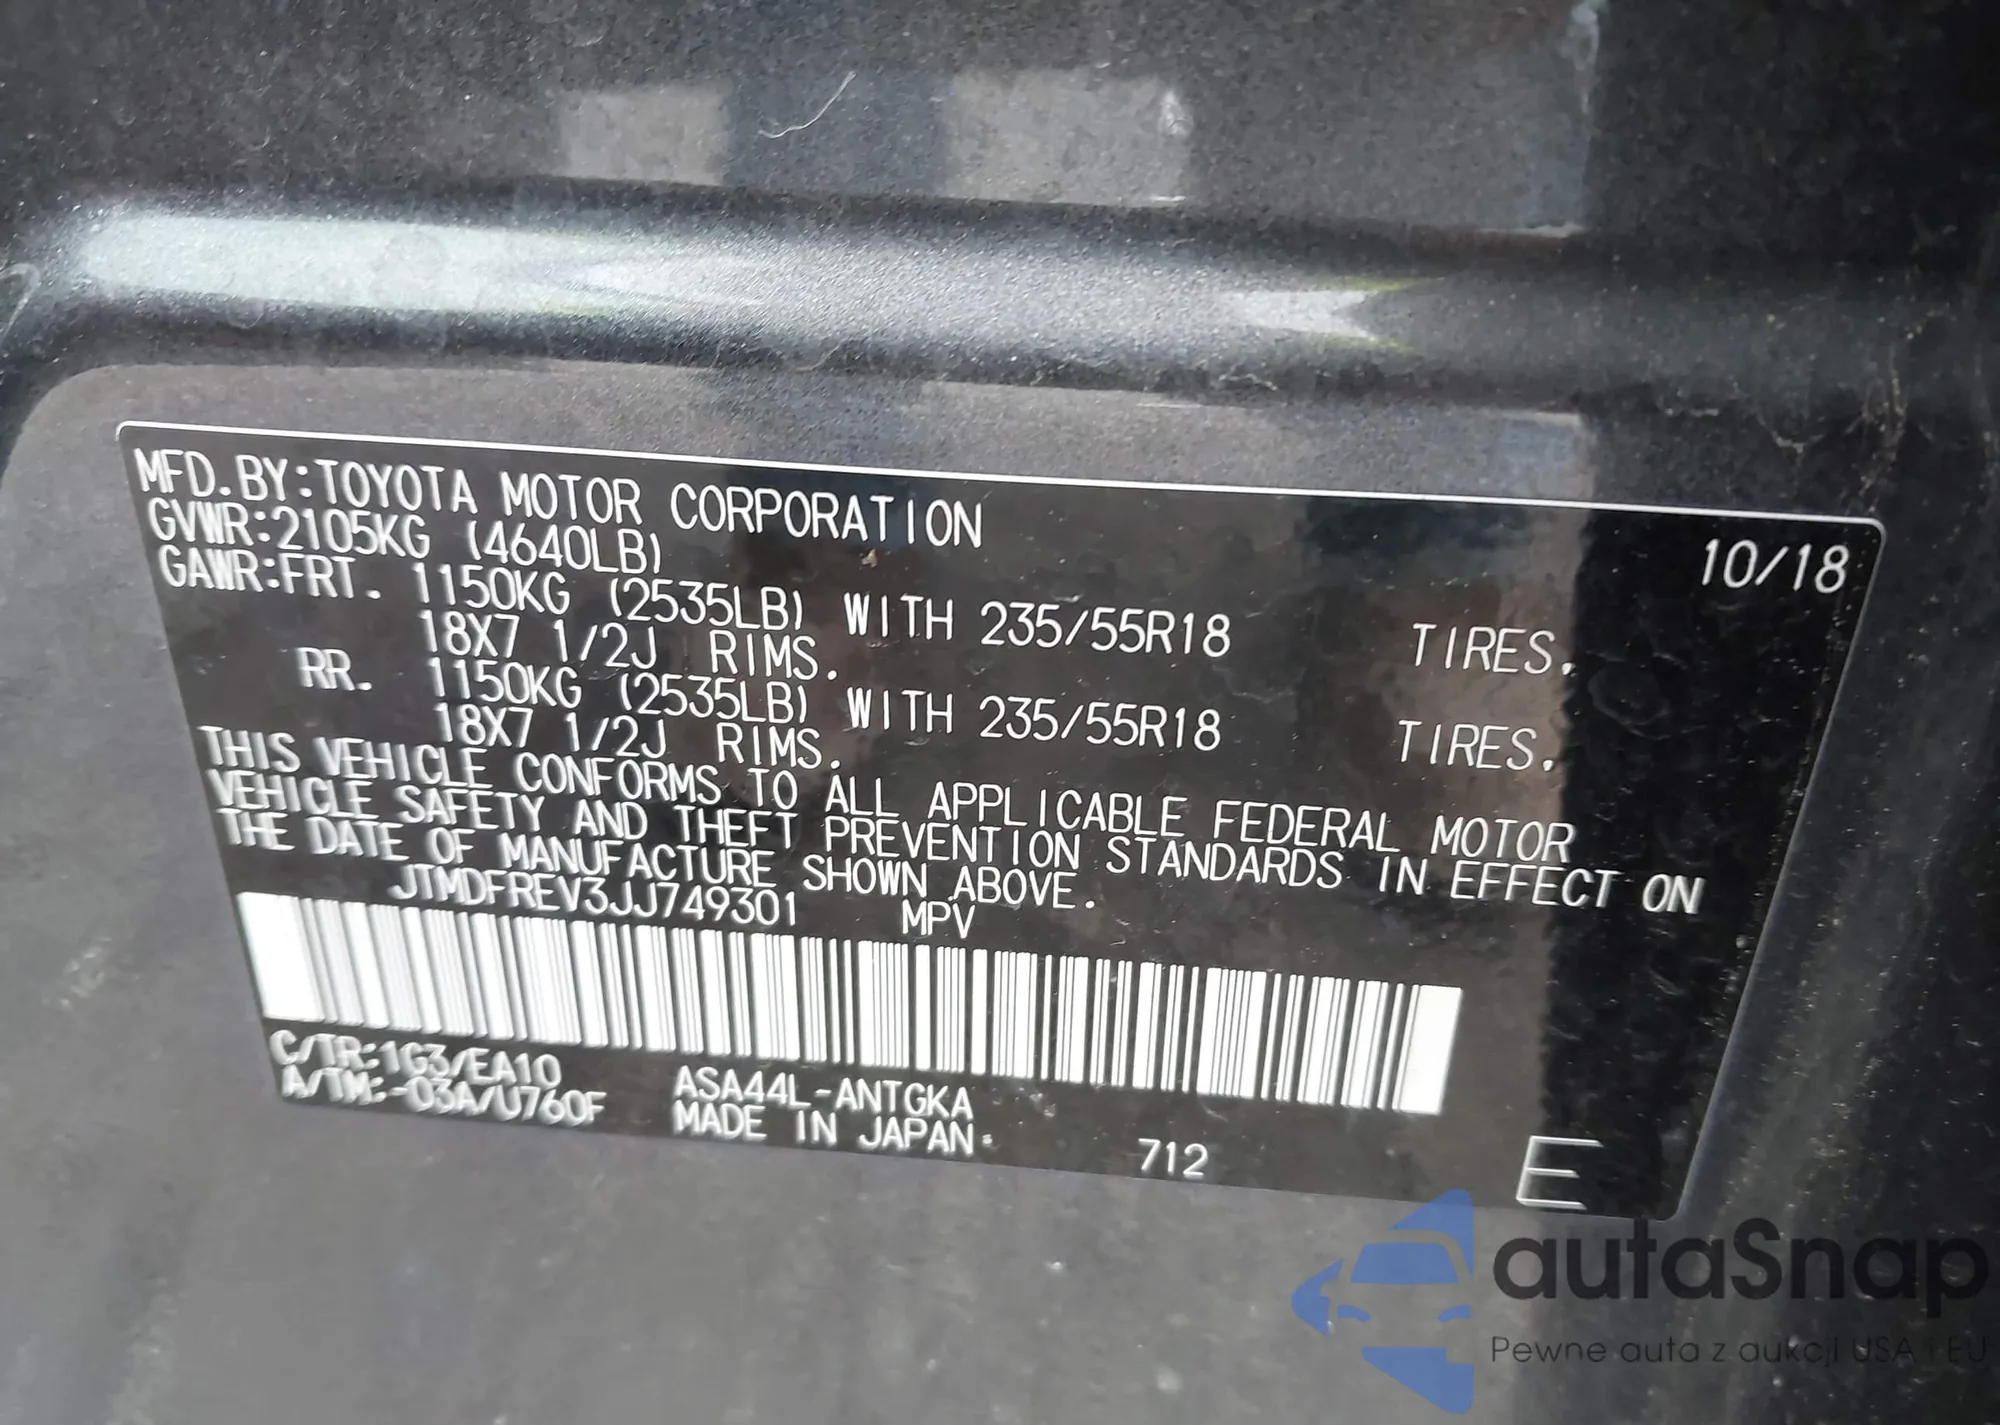 MFD.BY:TOYOTA MOTOR CORPORATION 10/18
GVWR:2105KG (4640LB)
GAWR:FRT. 1150KG (2535LB) WITH 235/55R18 TIRES,
18X7 1/2J RIMS.
RR. 1150KG (2535LB) WITH 235/55R18 TIRES,
18X7 1/2J RIMS.
THIS VEHICLE CONFORMS TO ALL APPLICABLE FEDERAL MOTOR
VEHICLE SAFETY AND THEFT PREVENTION STANDARDS IN EFFECT ON
THE DATE OF MANUFACTURE SHOWN ABOVE.
JTMDFREV3JJ749301 MPV
C/TR:1G3/EA10 ASA44L-ANTGKA
A/TM:-03A/U760F MADE IN JAPAN
712
E
autaSnap
Pewne auta z aukcji USA i EU